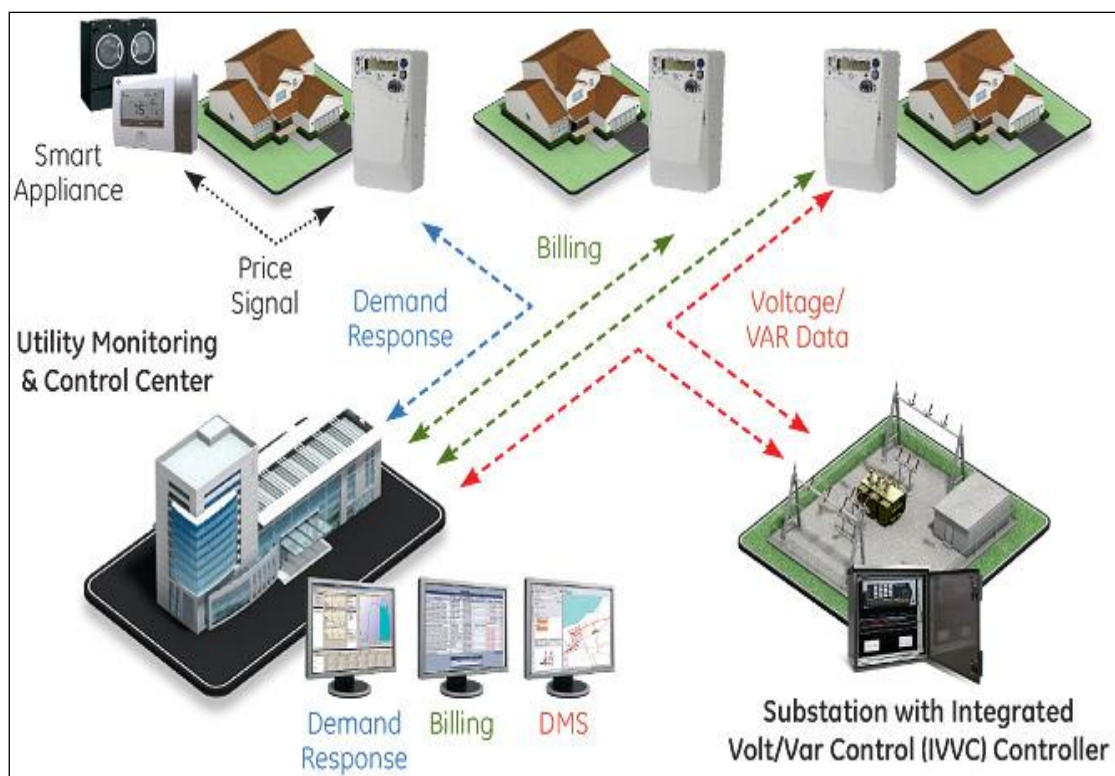 Smart
Appliance
Price
Signal
Billing
Demand
Response
Voltage/
VAR Data
Utility Monitoring
& Control Center
Demand
Response
Billing
DMS
Substation with Integrated
Volt/Var Control (IVVC) Controller